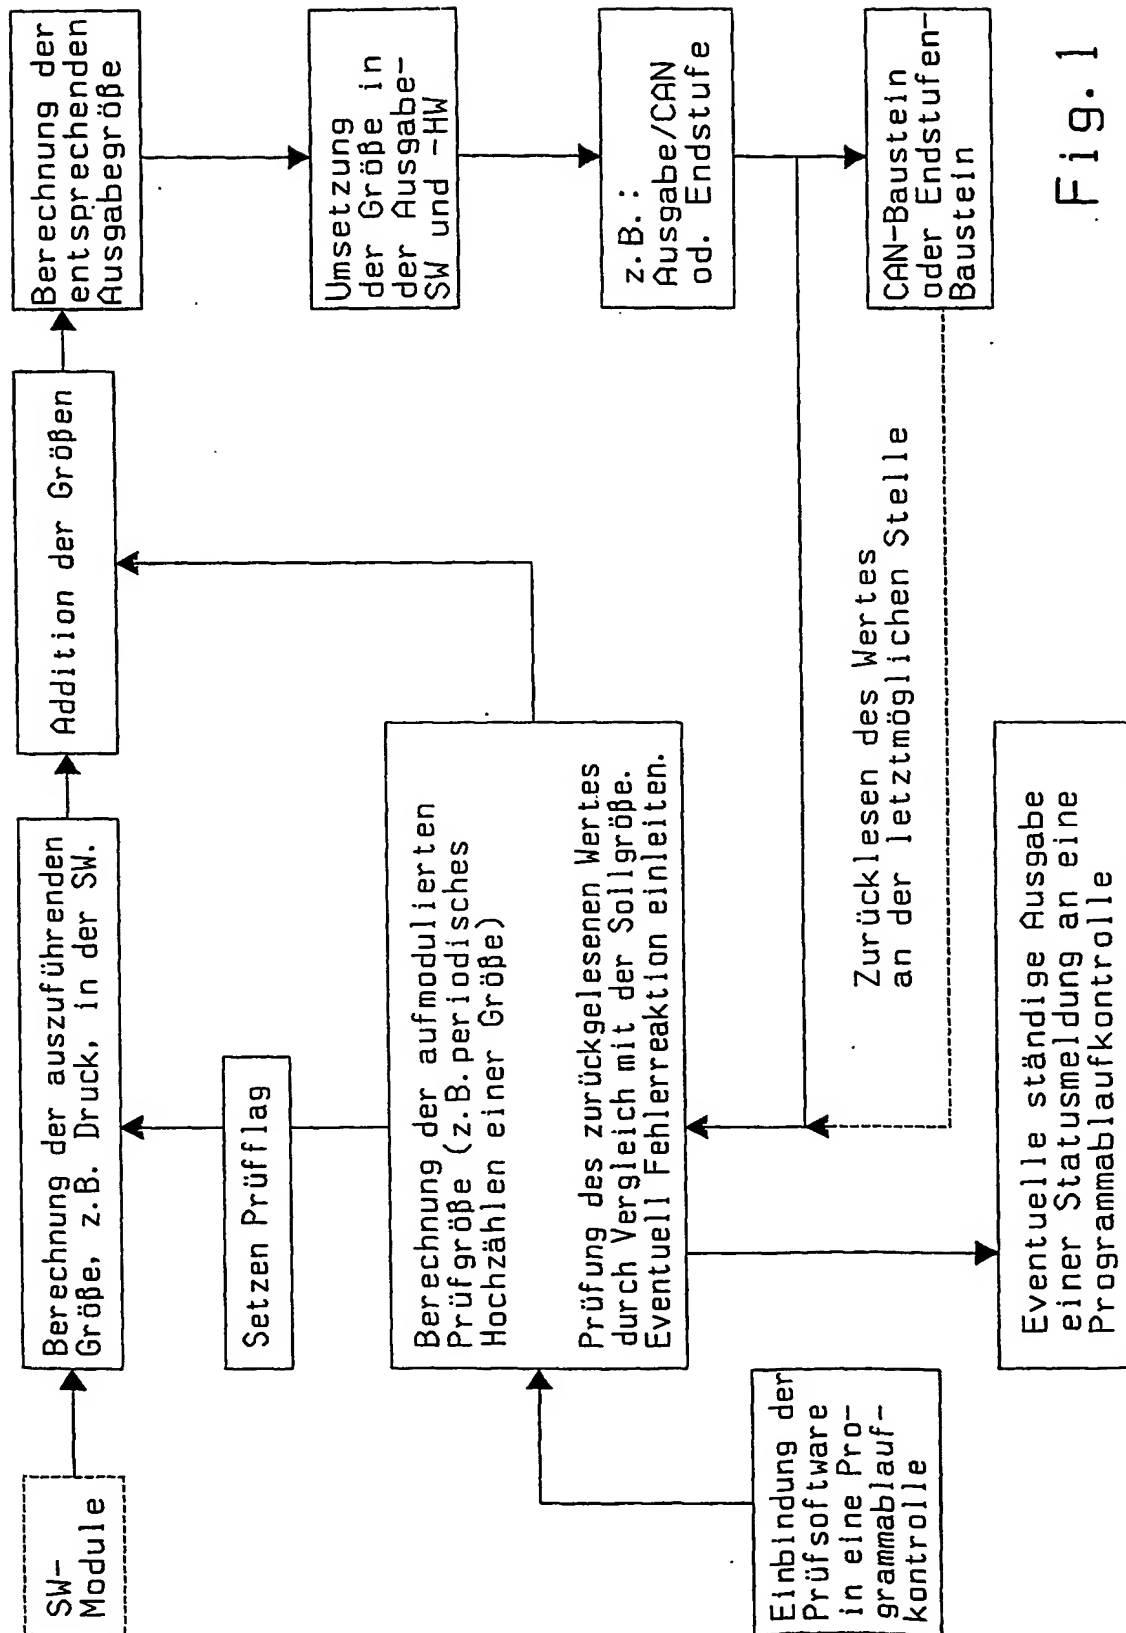 SW-
Module
Berechnung der auszuführenden
Größe, z.B. Druck, in der SW.
Addition der Größen
Berechnung der
entsprechenden
Ausgabegröße
Setzen Prüfflag
Umsetzung
der Größe in
der Ausgabe-
SW und -HW
Berechnung der aufmodulierten
Prüfgröße (z.B.periodisches
Hochzählen einer Größe)
Prüfung des zurückgelesenen Wertes
durch Vergleich mit der Sollgröße.
Eventuell Fehlerreaktion einleiten.
z.B.:
Ausgabe/CAN
od. Endstufe
Einbindung der
Prüfsoftware
in eine Pro-
grammablauf-
kontrolle
Zurücklesen des Wertes
an der letztmöglichen Stelle
CAN-Baustein
oder Endstufen-
Baustein
Eventuelle ständige Ausgabe
einer Statusmeldung an eine
Programmablaufkontrolle
Fig. 1